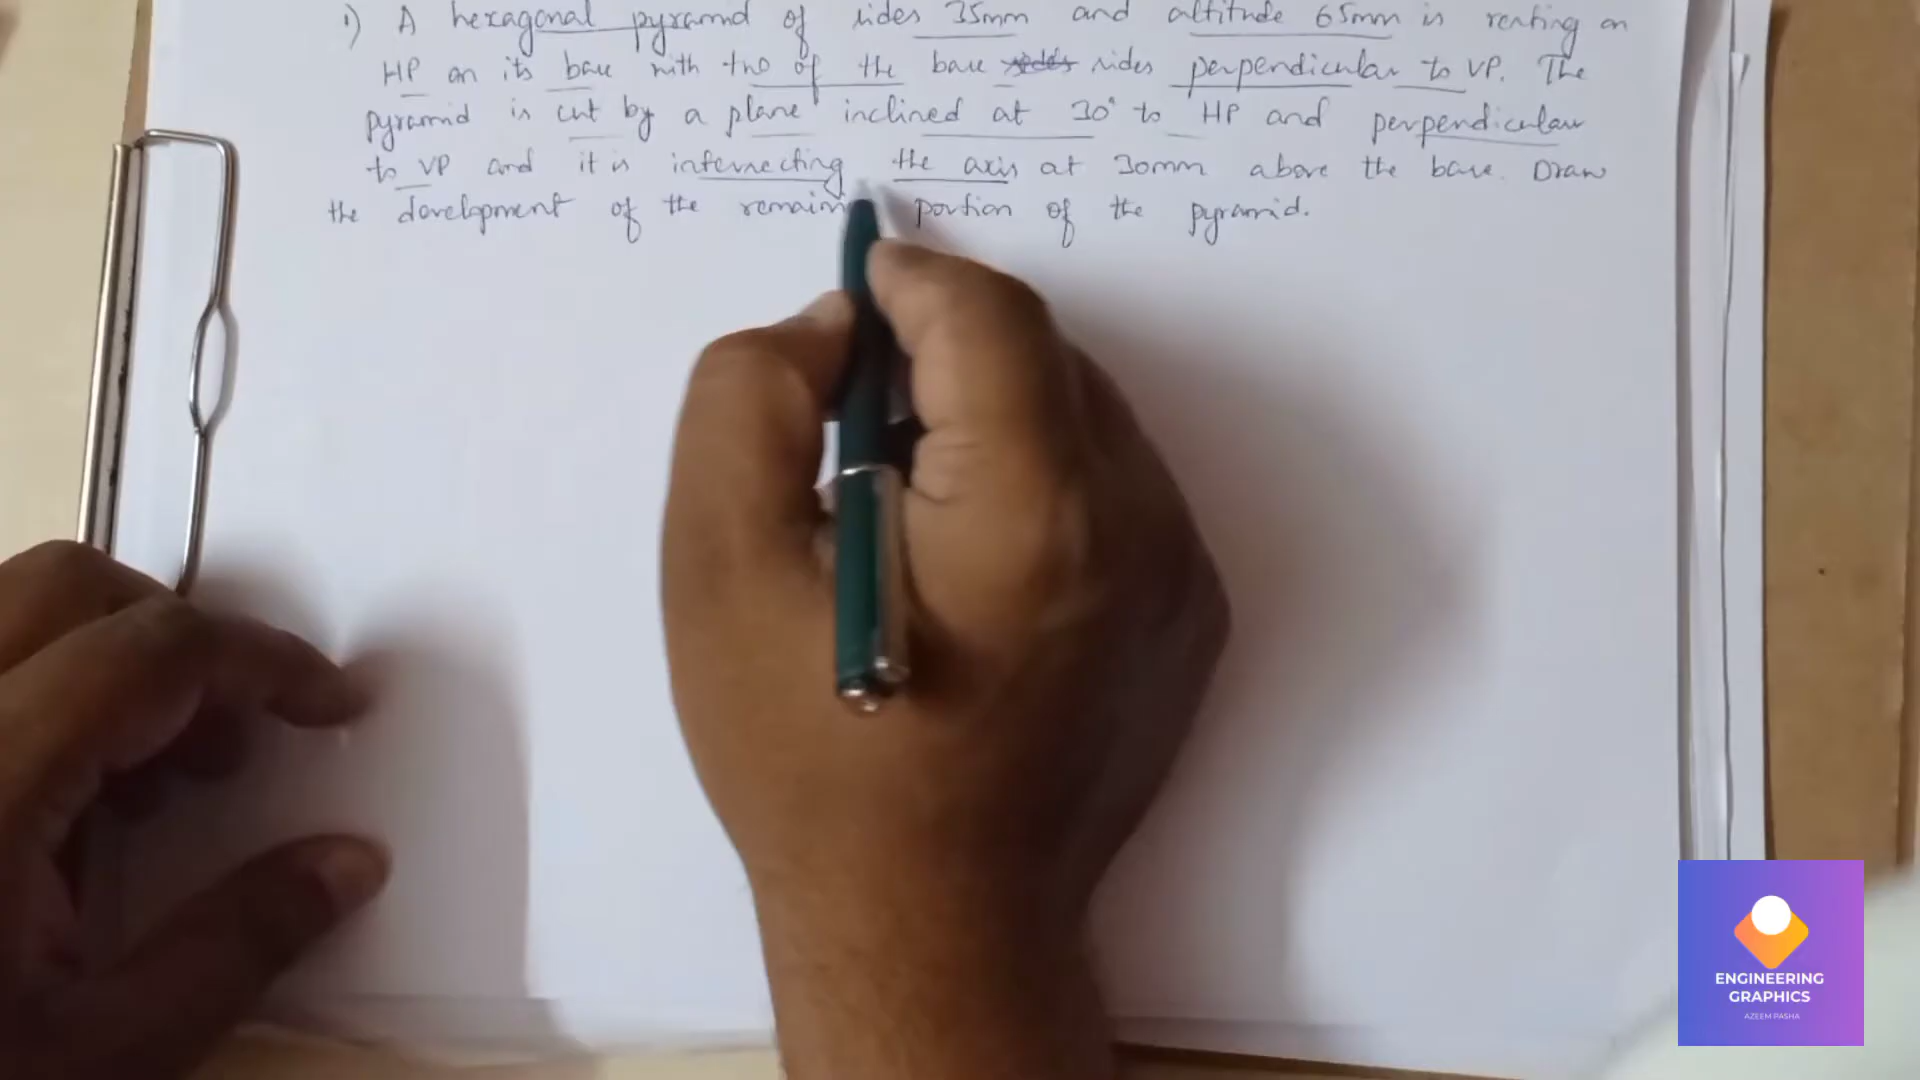 1) A hexagonal pyramid of sides 35mm and altitude 65mm is resting on
HP on its base with two of the base sides perpendicular to VP. The
pyramid is cut by a plane inclined at 30° to HP and perpendicular
to VP and it is intersecting the axis at 30mm above the base. Draw
the development of the remaining portion of the pyramid.
ENGINEERING
GRAPHICS
AZEEM PASHA